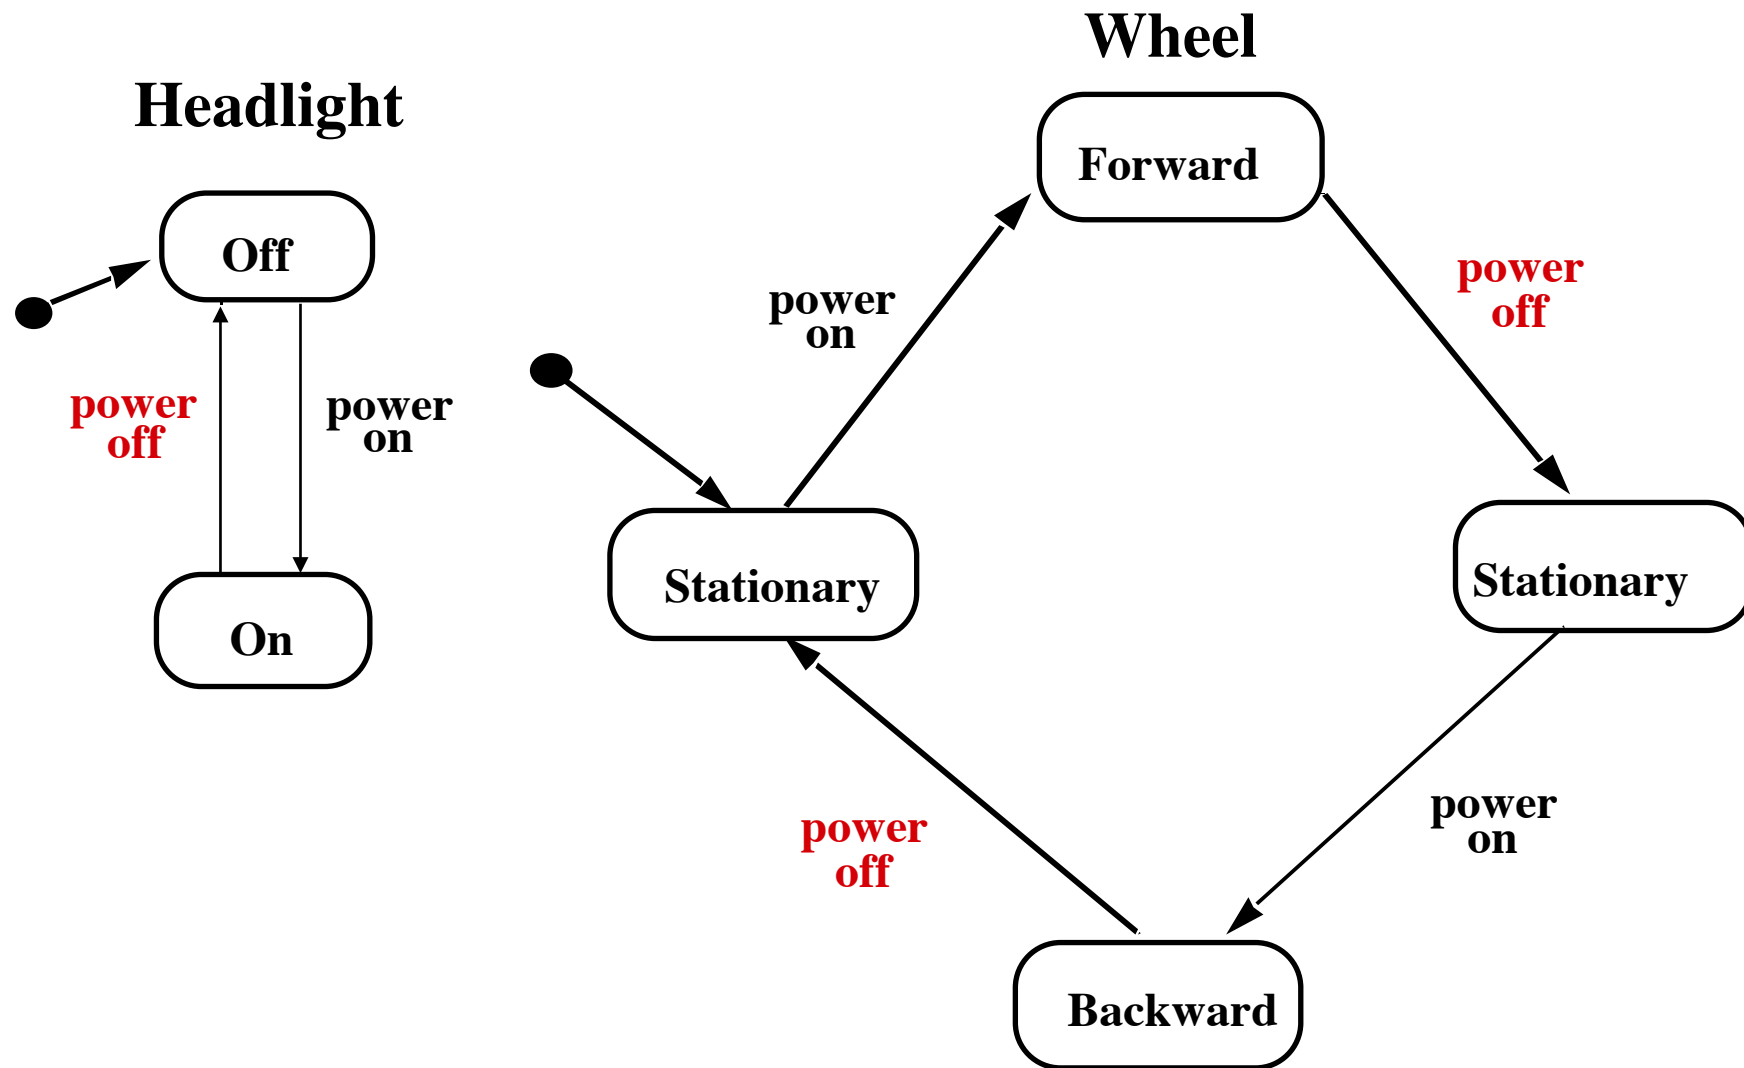 Headlight
Off
power
off
power
on
On
Wheel
Forward
power
on
power
off
Stationary
Stationary
power
off
power
on
Backward